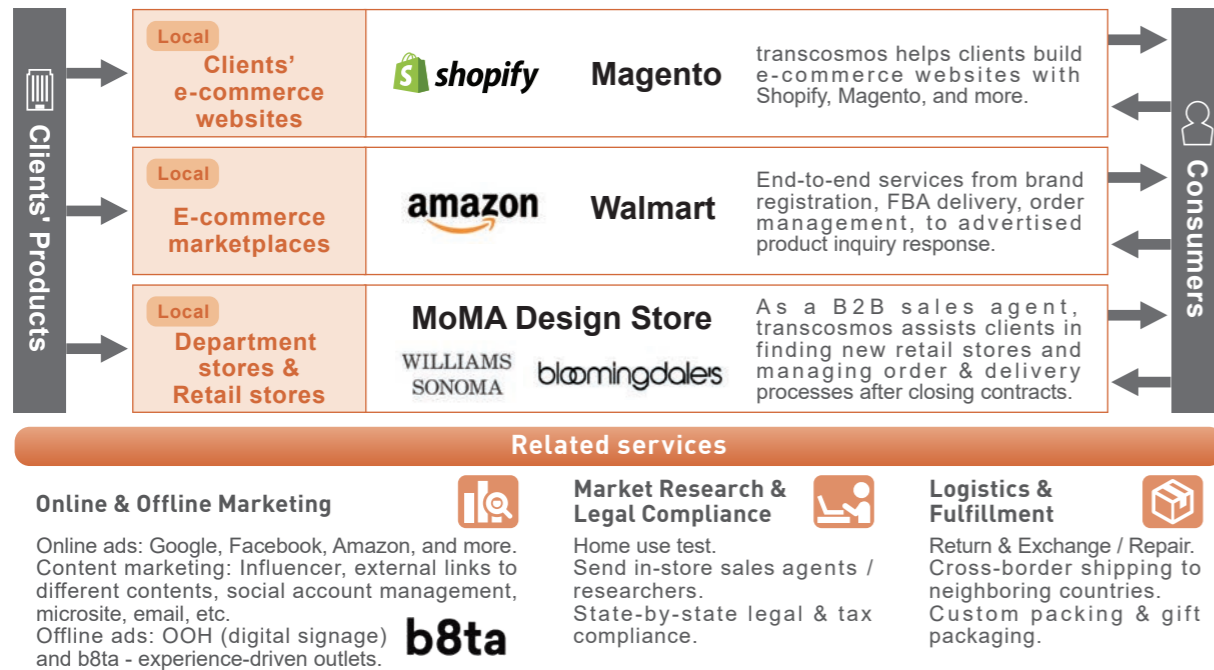 Clients' Products
Local
Clients'
e-commerce
websites
shopify
Magento
transcosmos helps clients build
e-commerce websites with
Shopify, Magento, and more.
Local
E-commerce
marketplaces
amazon
Walmart
End-to-end services from brand
registration, FBA delivery, order
management, to advertised
product inquiry response.
Local
Department
stores &
Retail stores
MoMA Design Store
WILLIAMS
SONOMA
bloomingdale's
As a B2B sales agent,
transcosmos assists clients in
finding new retail stores and
managing order & delivery
processes after closing contracts.
Consumers
Related services
Online & Offline Marketing
Online ads: Google, Facebook, Amazon, and more.
Content marketing: Influencer, external links to
different contents, social account management,
microsite, email, etc.
Offline ads: OOH (digital signage)
and b8ta - experience-driven outlets.
b8ta
Market Research &
Legal Compliance
Home use test.
Send in-store sales agents /
researchers.
State-by-state legal & tax
compliance.
Logistics &
Fulfillment
Return & Exchange / Repair.
Cross-border shipping to
neighboring countries.
Custom packing & gift
packaging.